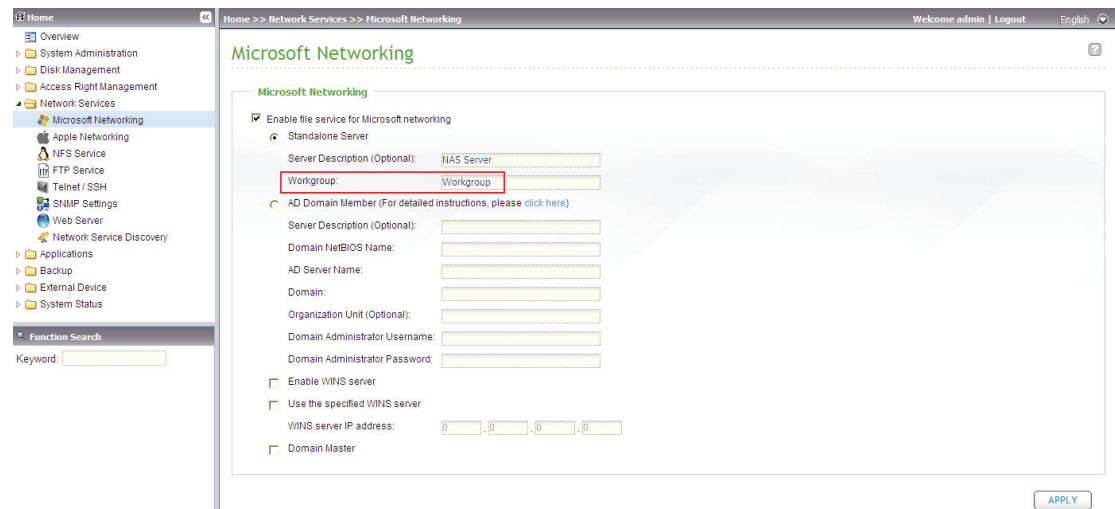 Home
Home >> Network Services >> Microsoft Networking
Welcome admin | Logout
English
Overview
System Administration
Disk Management
Access Right Management
Network Services
Microsoft Networking
Apple Networking
NFS Service
FTP Service
Telnet / SSH
SNMP Settings
Web Server
Network Service Discovery
Applications
Backup
External Device
System Status
Function Search
Keyword:
Microsoft Networking
?
Microsoft Networking
Enable file service for Microsoft networking
Standalone Server
Server Description (Optional): NAS Server
Workgroup: Workgroup
AD Domain Member (For detailed instructions, please click here)
Server Description (Optional):
Domain NetBIOS Name:
AD Server Name:
Domain:
Organization Unit (Optional):
Domain Administrator Username:
Domain Administrator Password:
Enable WINS server
Use the specified WINS server
WINS server IP address: 0 . 0 . 0 . 0
Domain Master
APPLY